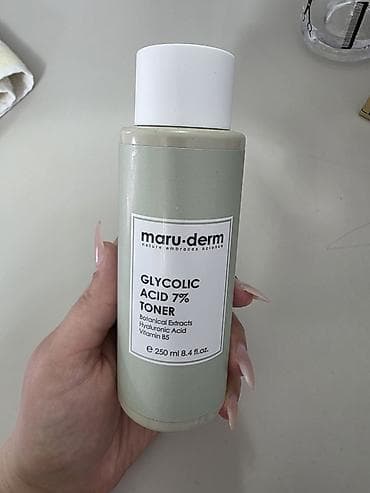 maru·derm
nature embraces science
GLYCOLIC
ACID 7%
TONER
Botanical Extracts
Hyaluronic Acid
Vitamin B5
e 250 ml 8.4 fl.oz.